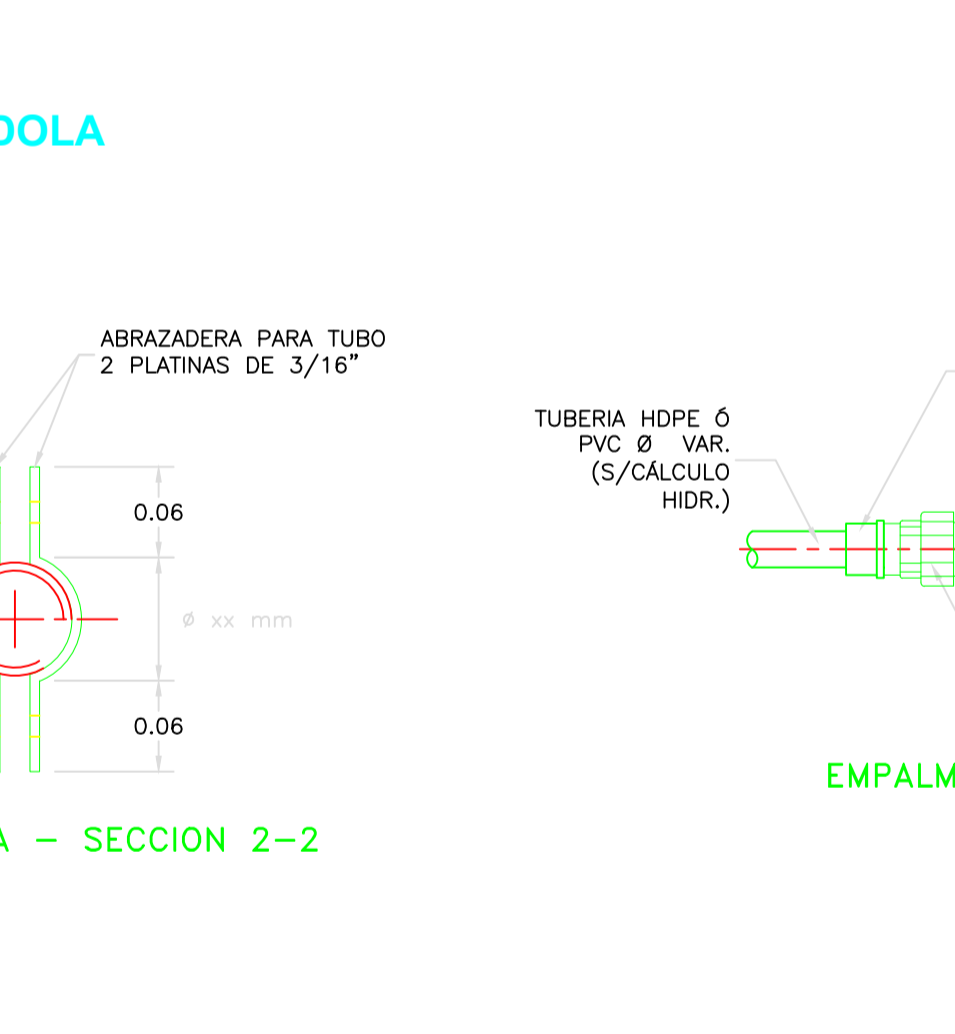 DOLA
ABRAZADERA PARA TUBO
2 PLATINAS DE 3/16”
TUBERIA HDPE Ó
PVC Ø VAR.
(S/CÁLCULO
HIDR.)
0.06
Ø xx mm
0.06
EMPALM
A - SECCION 2-2